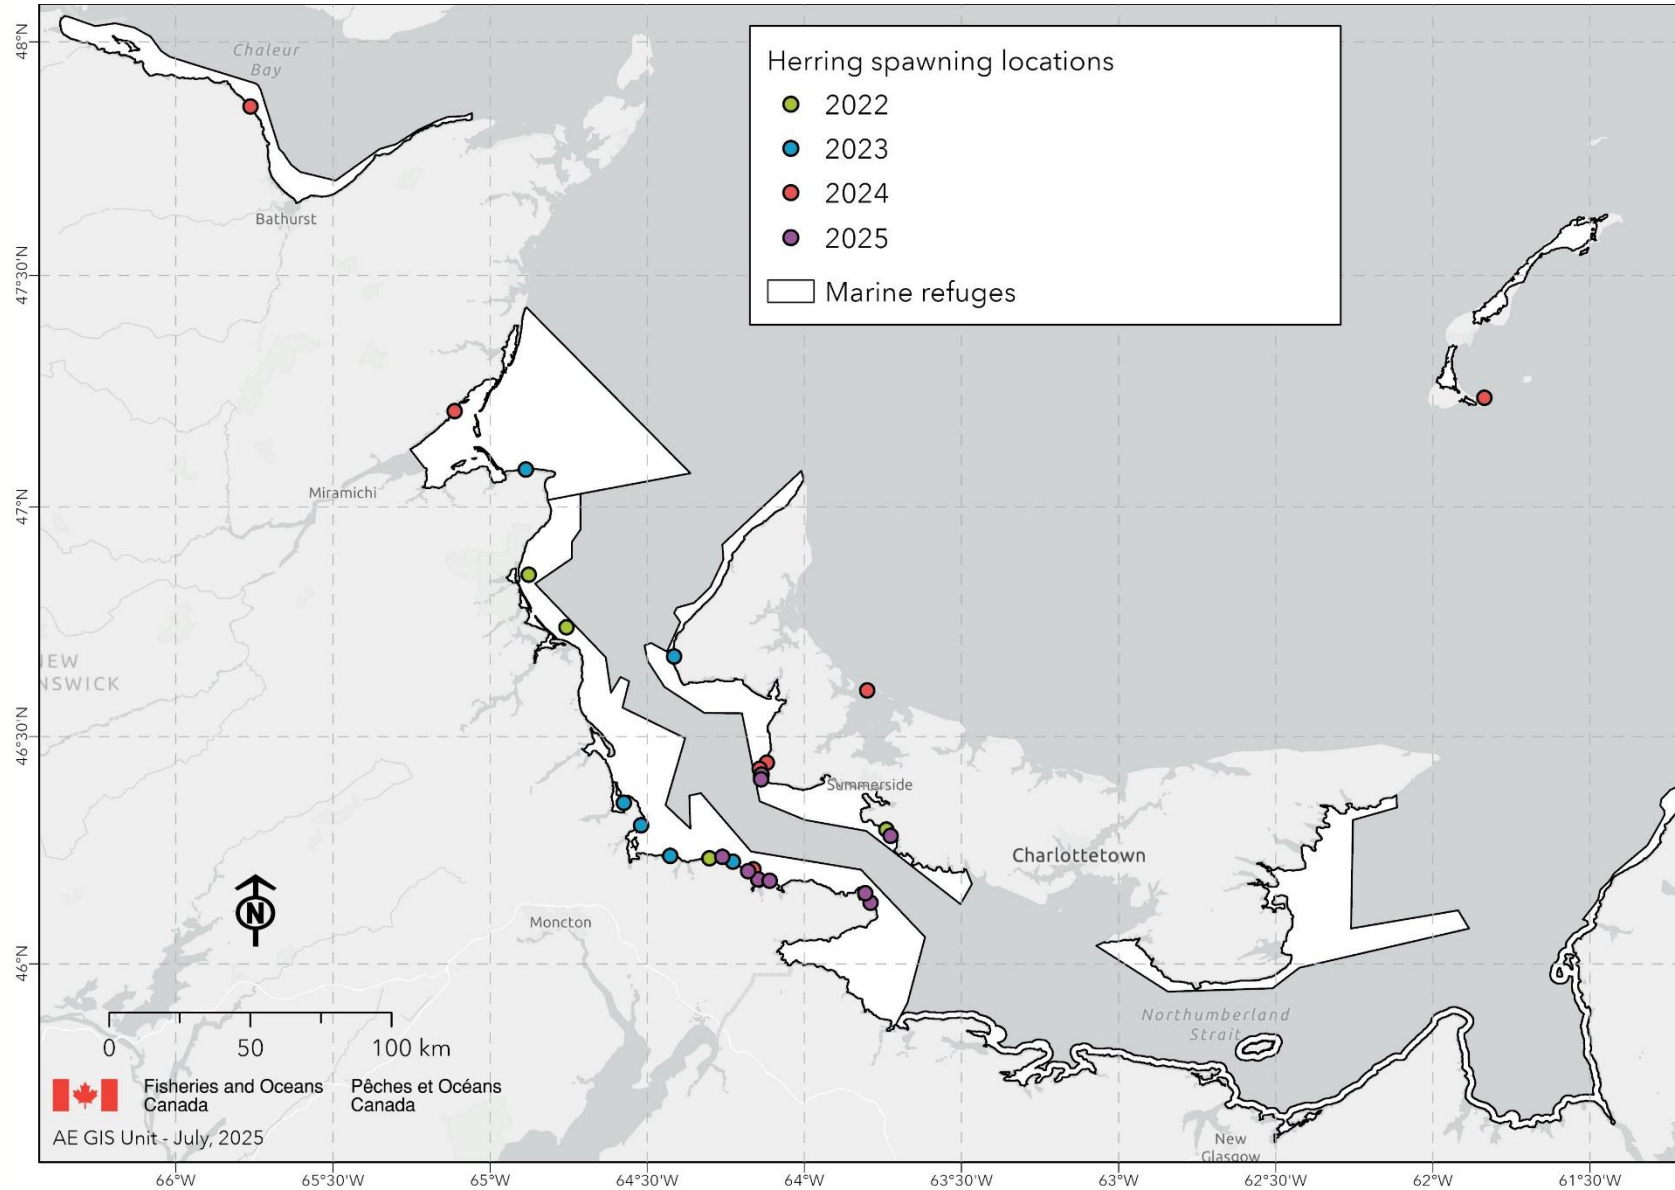 Herring spawning locations
2022
2023
2024
2025
Marine refuges
Chaleur
Bay
Bathurst
Miramichi
Summerside
Charlottetown
Moncton
Northumberland
Strait
New
Glasgow
EW
NSWICK
N
0 50 100 km
Fisheries and Oceans
Canada
Pêches et Océans
Canada
AE GIS Unit - July, 2025
48°N
47°30'N
47°N
46°30'N
46°N
66°W 65°30'W 65°W 64°30'W 64°W 63°30'W 63°W 62°30'W 62°W 61°30'W